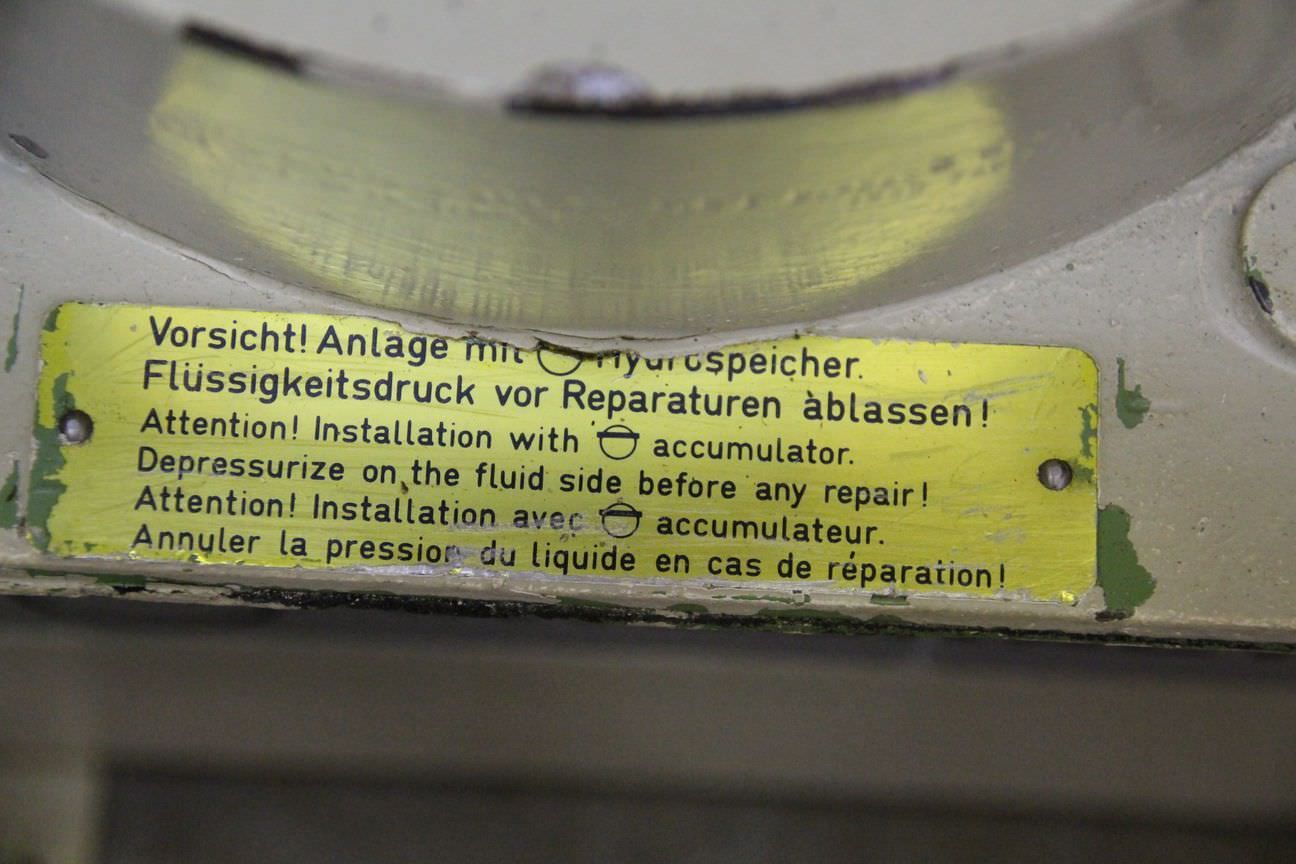 Vorsicht! Anlage mit Hydrospeicher.
Flüssigkeitsdruck vor Reparaturen ablassen!
Attention! Installation with accumulator.
Depressurize on the fluid side before any repair!
Attention! Installation avec accumulateur.
Annuler la pression du liquide en cas de réparation!